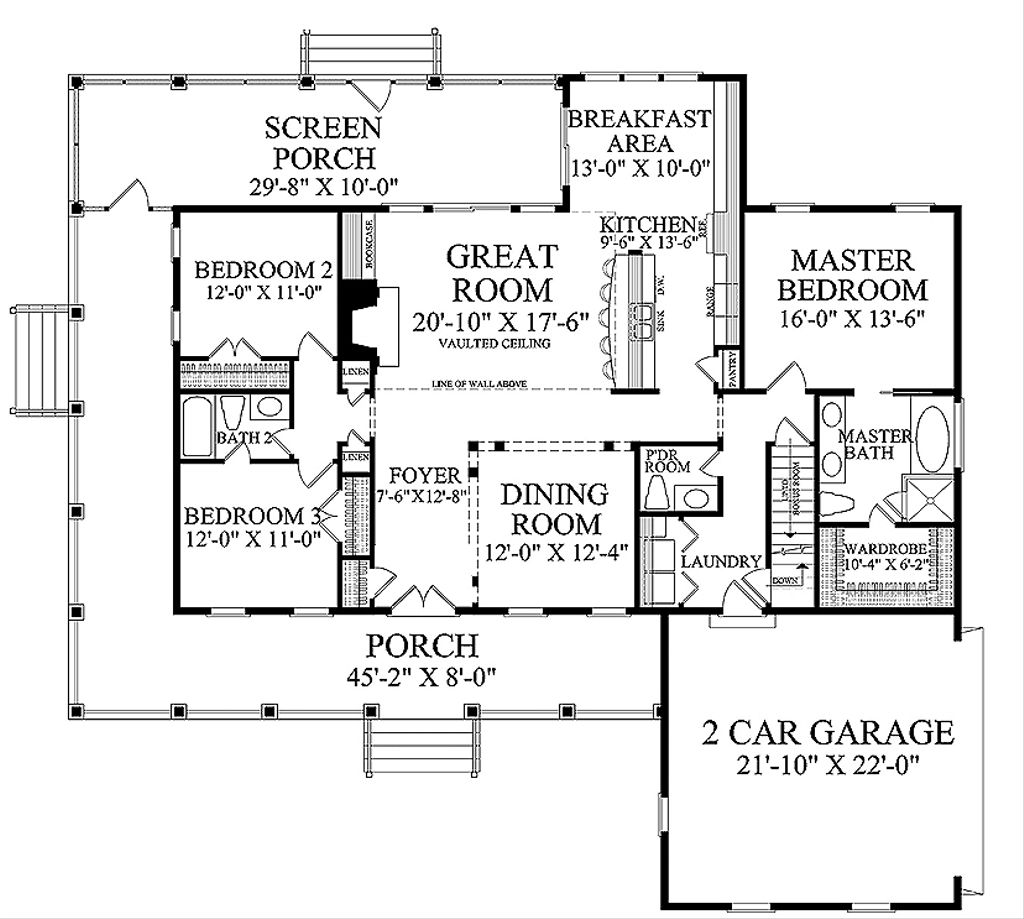 SCREEN
PORCH
29'-8" X 10'-0"
BREAKFAST
AREA
13'-0" X 10'-0"
KITCHEN
9'-6" X 13'-6"
REF.
BOOKCASE
BEDROOM 2
12'-0" X 11'-0"
GREAT
ROOM
20'-10" X 17'-6"
VAULTED CEILING
D.W.
SINK
RANGE
PANTRY
MASTER
BEDROOM
16'-0" X 13'-6"
LINEN
LINE OF WALL ABOVE
BATH 2
LINEN
FOYER
7'-6"X12'-8"
P'DR
ROOM
UP TO
BONUS ROOM
MASTER
BATH
BEDROOM 3
12'-0" X 11'-0"
DINING
ROOM
12'-0" X 12'-4"
LAUNDRY
DOWN
WARDROBE
10'-4" X 6'-2"
PORCH
45'-2" X 8'-0"
2 CAR GARAGE
21'-10" X 22'-0"